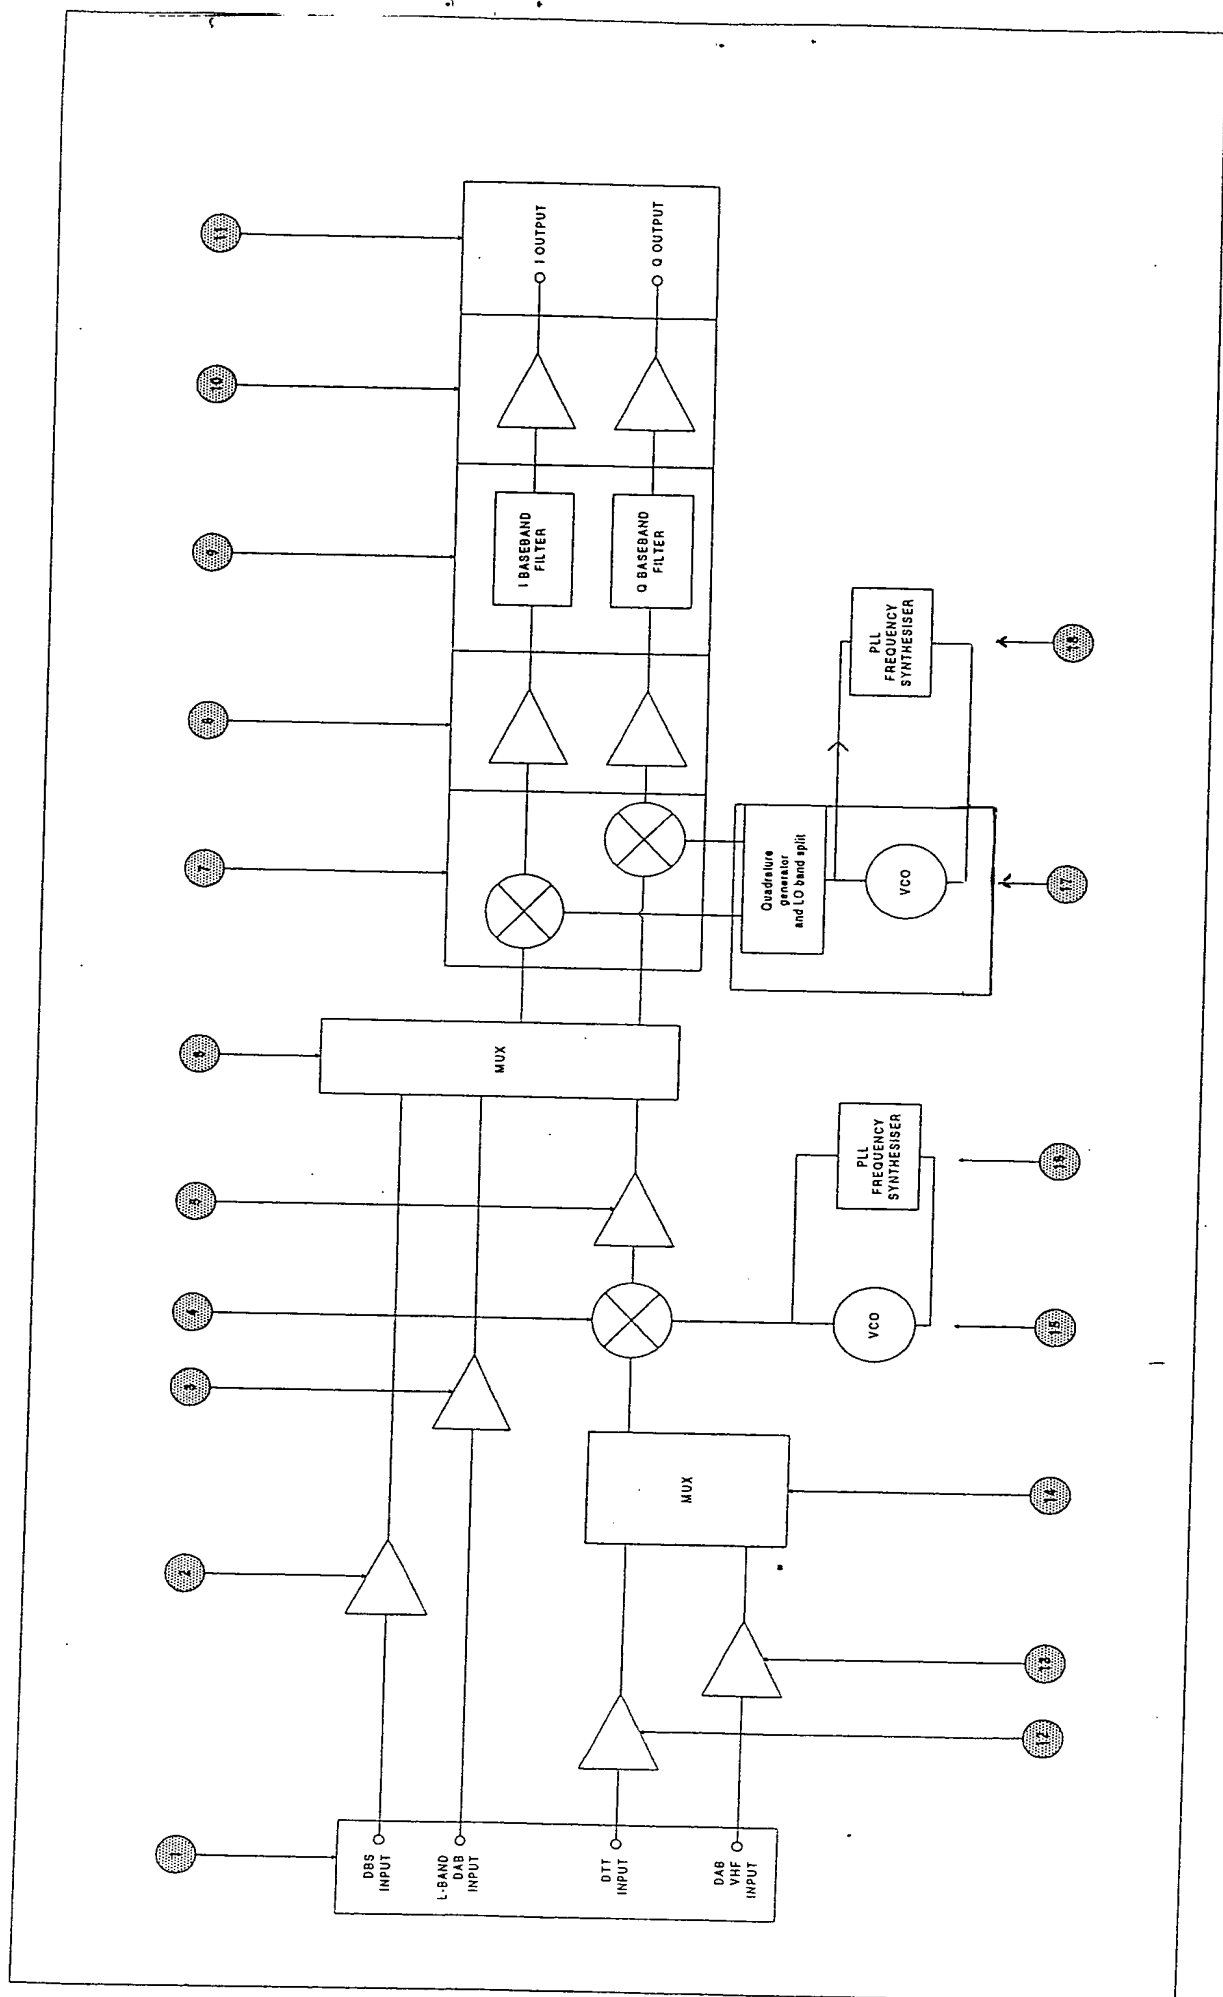 1
2
3
4
5
6
7
8
9
10
11
DBS
INPUT
L-BAND
DAB
INPUT
DTT
INPUT
DAB
VHF
INPUT
MUX
MUX
VCO
PLL
FREQUENCY
SYNTHESISER
Quadrature
generator
and LO band split
VCO
PLL
FREQUENCY
SYNTHESISER
I BASEBAND
FILTER
Q BASEBAND
FILTER
I OUTPUT
Q OUTPUT
12
13
14
15
16
17
18